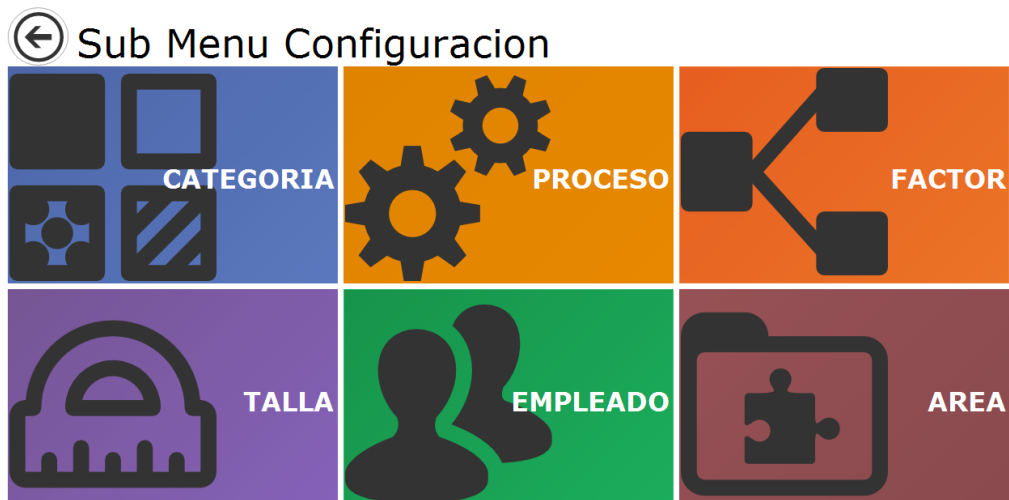 Sub Menu Configuracion
CATEGORIA
PROCESO
FACTOR
TALLA
EMPLEADO
AREA